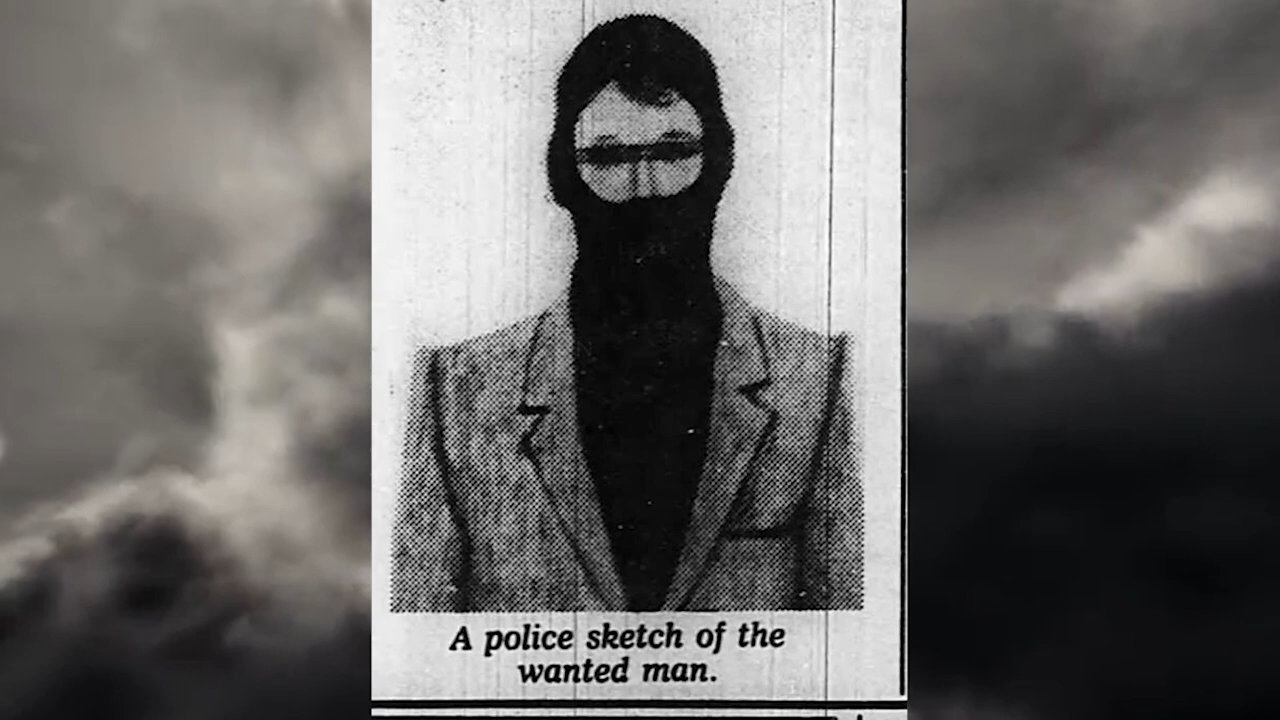 A police sketch of the
wanted man.